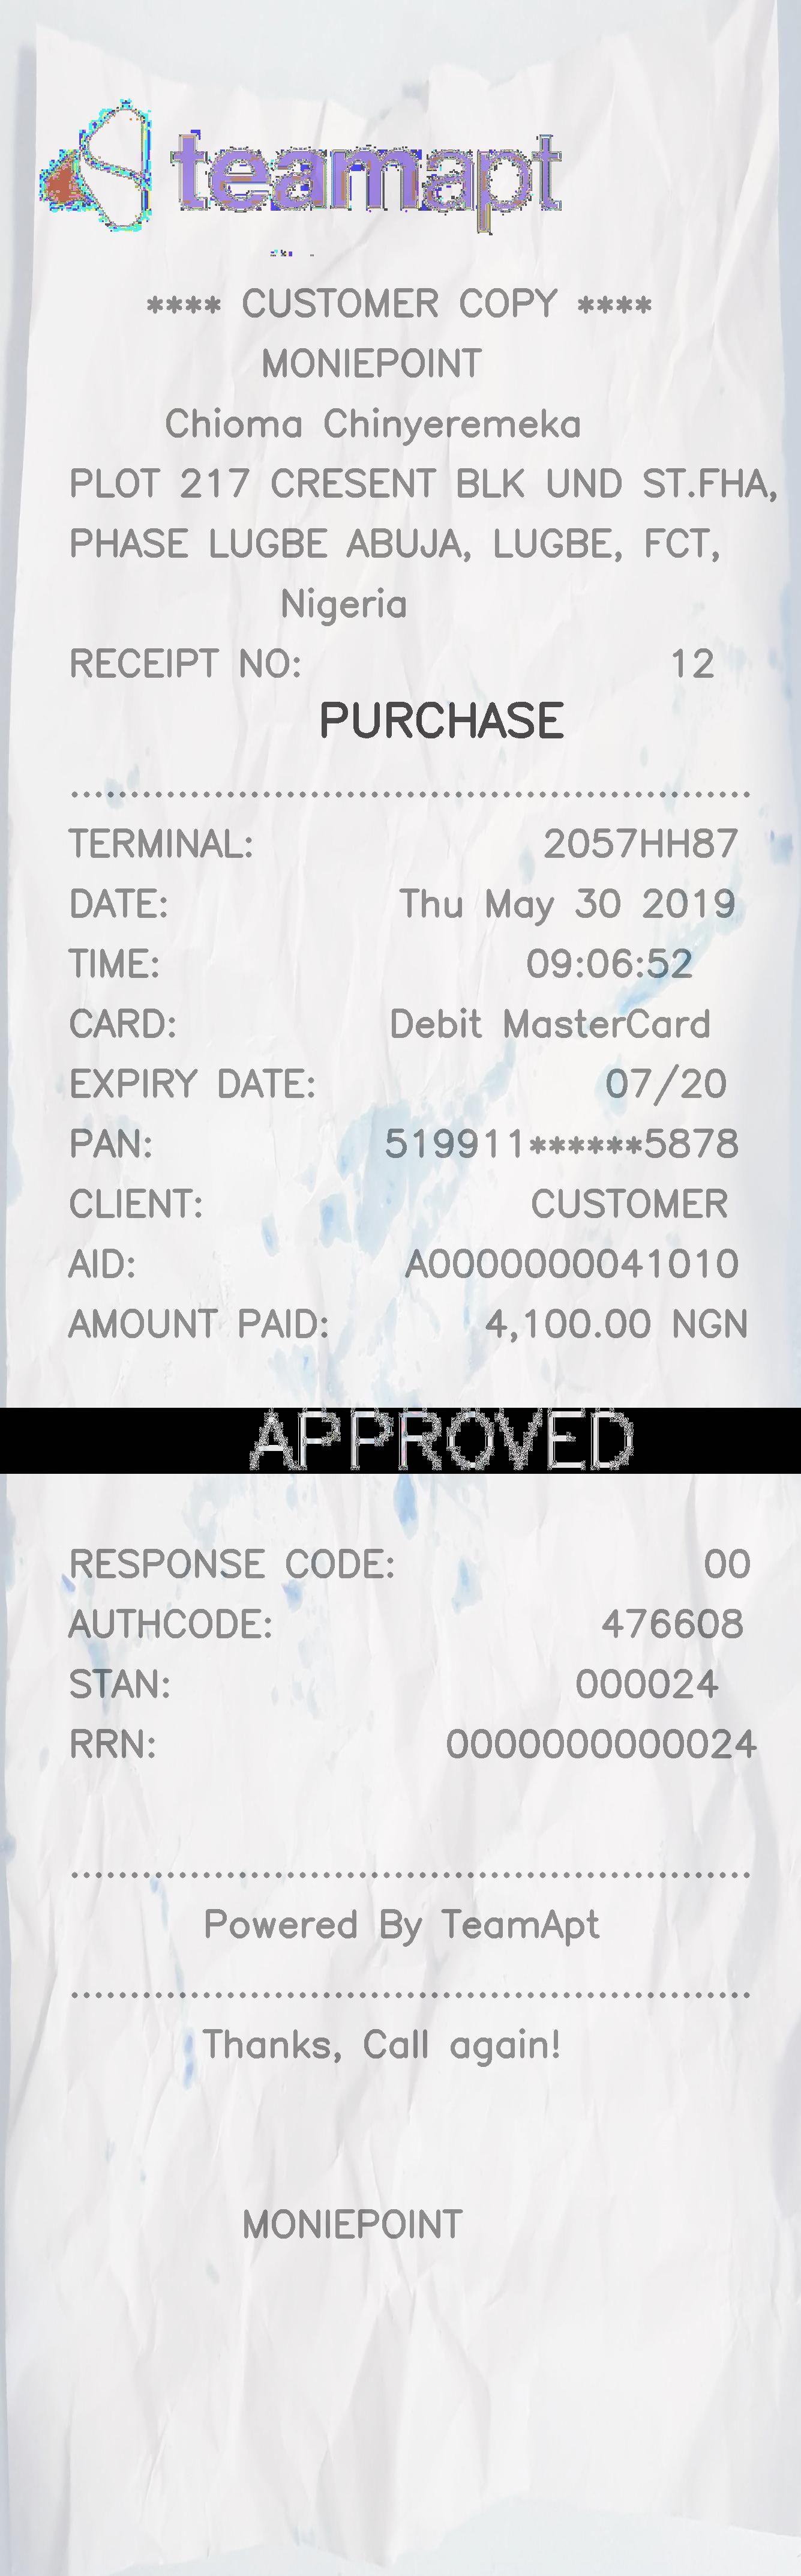 teamapt
**** CUSTOMER COPY ****
MONIEPOINT
Chioma Chinyeremeka
PLOT 217 CRESENT BLK UND ST.FHA,
PHASE LUGBE ABUJA, LUGBE, FCT,
Nigeria
RECEIPT NO: 12
PURCHASE
TERMINAL: 2057HH87
DATE: Thu May 30 2019
TIME: 09:06:52
CARD: Debit MasterCard
EXPIRY DATE: 07/20
PAN: 519911******5878
CLIENT: CUSTOMER
AID: A0000000041010
AMOUNT PAID: 4,100.00 NGN
APPROVED
RESPONSE CODE: 00
AUTHCODE: 476608
STAN: 000024
RRN: 0000000000024
Powered By TeamApt
Thanks, Call again!
MONIEPOINT